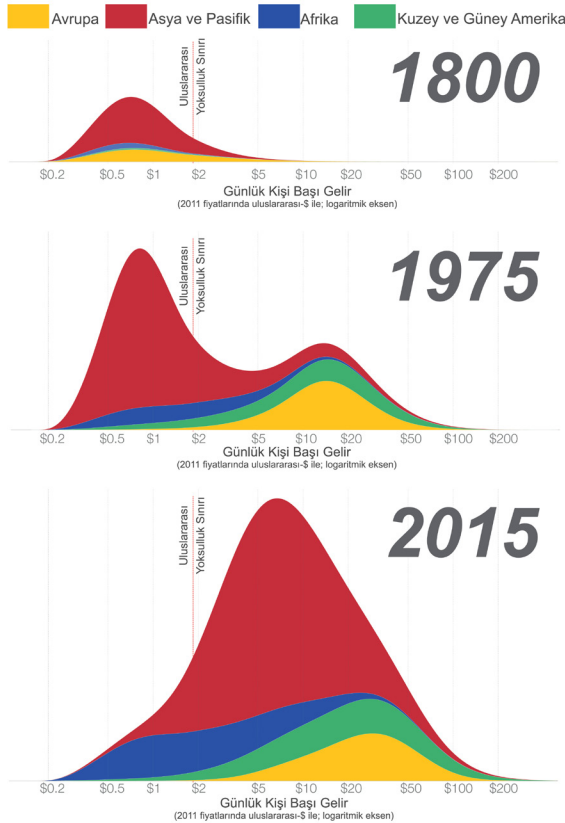 Avrupa Asya ve Pasifik Afrika Kuzey ve Güney Amerika
1800
Uluslararası
Yoksulluk Sınırı
$0.2 $0.5 $1 $2 $5 $10 $20 $50 $100 $200
Günlük Kişi Başı Gelir
(2011 fiyatlarında uluslararası-$ ile; logaritmik eksen)
1975
Uluslararası
Yoksulluk Sınırı
$0.2 $0.5 $1 $2 $5 $10 $20 $50 $100 $200
Günlük Kişi Başı Gelir
(2011 fiyatlarında uluslararası-$ ile; logaritmik eksen)
2015
Uluslararası
Yoksulluk Sınırı
$0.2 $0.5 $1 $2 $5 $10 $20 $50 $100 $200
Günlük Kişi Başı Gelir
(2011 fiyatlarında uluslararası-$ ile; logaritmik eksen)